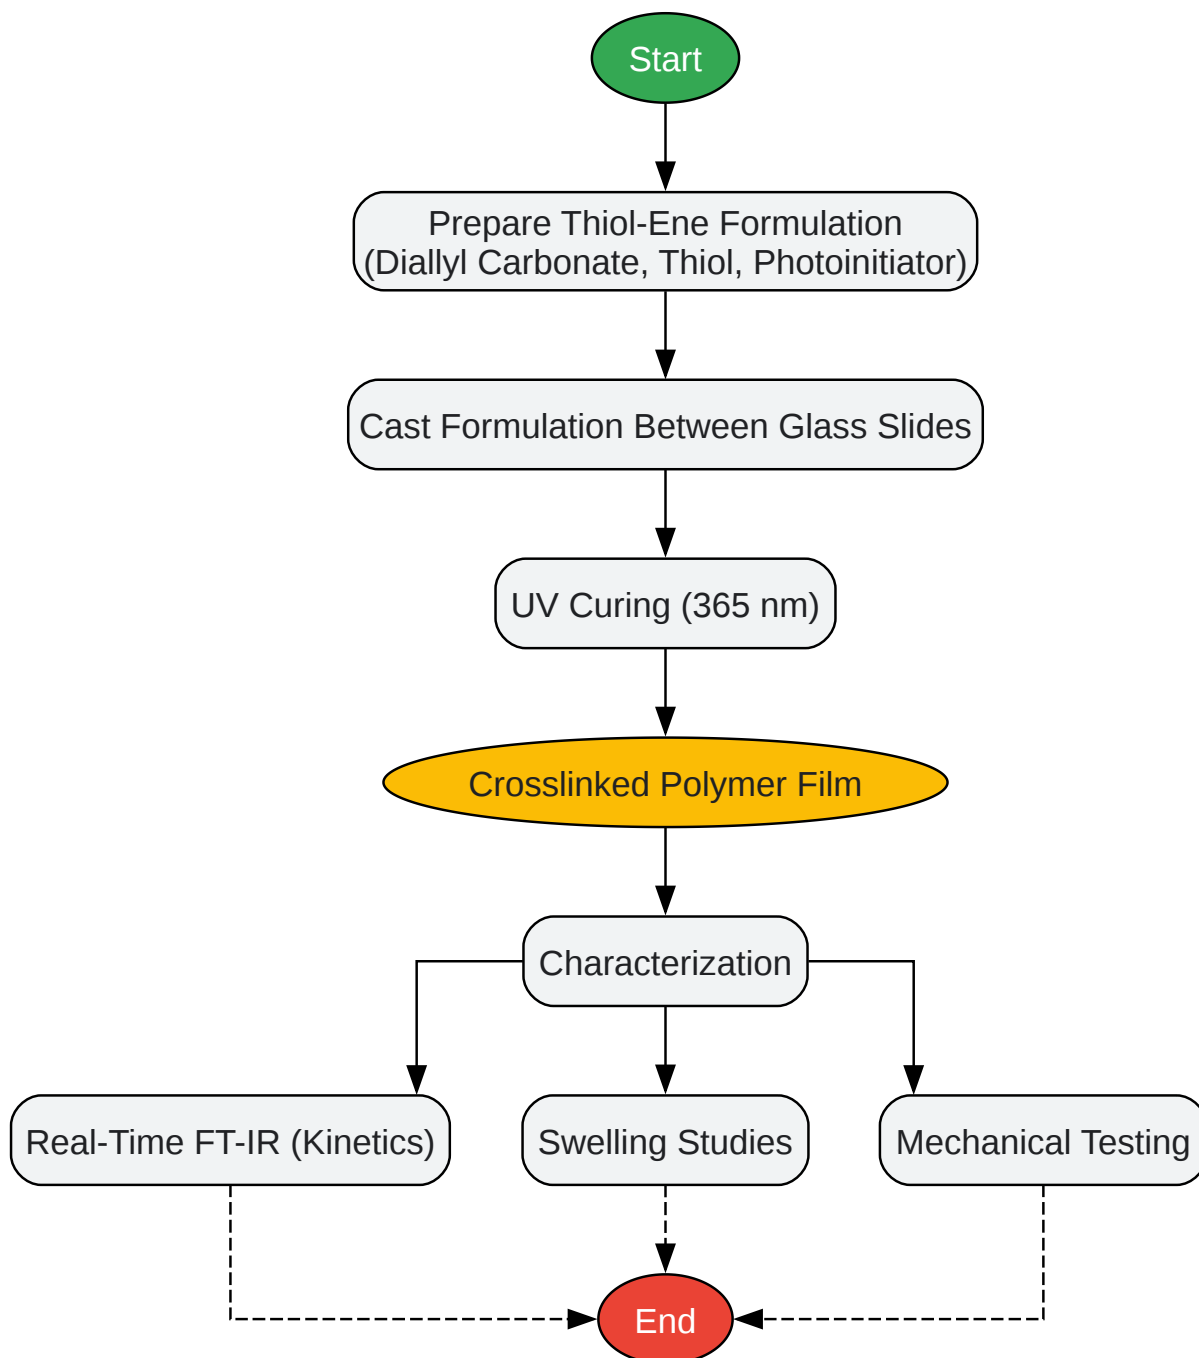 Start
Prepare Thiol-Ene Formulation
(Diallyl Carbonate, Thiol, Photoinitiator)
Cast Formulation Between Glass Slides
UV Curing (365 nm)
Crosslinked Polymer Film
Characterization
Real-Time FT-IR (Kinetics)
Swelling Studies
Mechanical Testing
End